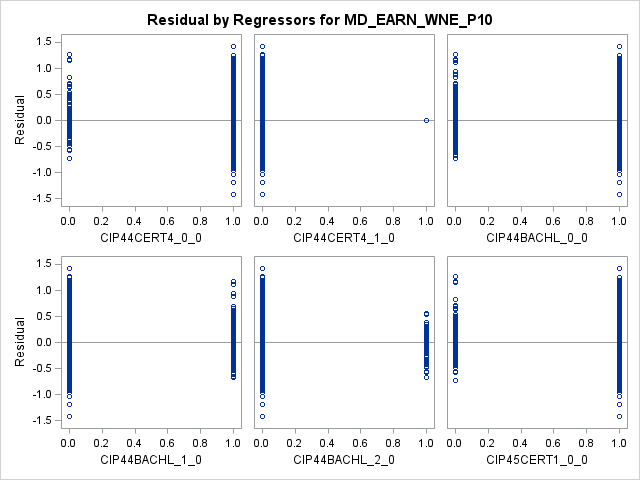 Residual by Regressors for MD_EARN_WNE_P10
1.5
1.0
0.5
0.0
-0.5
-1.0
-1.5
Residual
0.0 0.2 0.4 0.6 0.8 1.0
0.0 0.2 0.4 0.6 0.8 1.0
0.0 0.2 0.4 0.6 0.8 1.0
CIP44CERT4_0_0
CIP44CERT4_1_0
CIP44BACHL_0_0
1.5
1.0
0.5
0.0
-0.5
-1.0
-1.5
Residual
0.0 0.2 0.4 0.6 0.8 1.0
0.0 0.2 0.4 0.6 0.8 1.0
0.0 0.2 0.4 0.6 0.8 1.0
CIP44BACHL_1_0
CIP44BACHL_2_0
CIP45CERT1_0_0